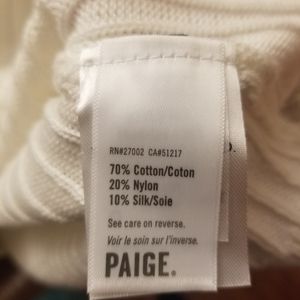 RN#27002 CA#51217
70% Cotton/Coton
20% Nylon
10% Silk/Soie
See care on reverse.
Voir le soin sur l'inverse.
PAIGE.